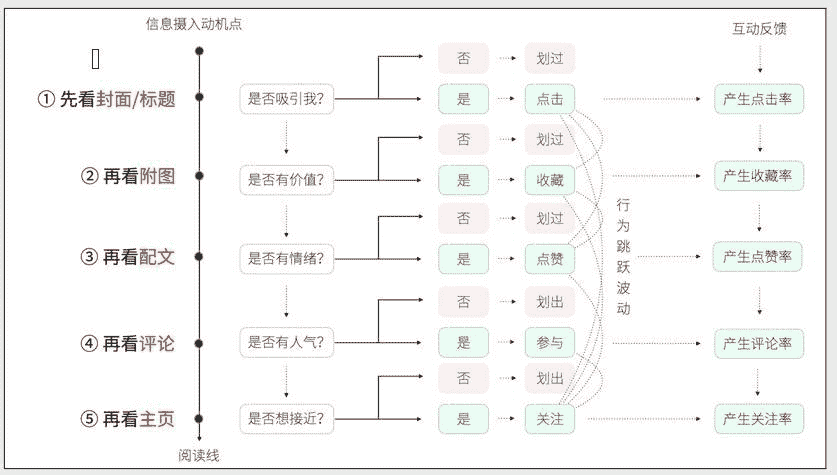 信息摄入动机点
互动反馈
否
划过
① 先看封面/标题
是否吸引我？
是
点击
产生点击率
否
划过
② 再看附图
是否有价值？
是
收藏
产生收藏率
否
划过
③ 再看配文
是否有情绪？
是
点赞
产生点赞率
行为跳跃波动
否
划出
④ 再看评论
是否有人气？
是
参与
产生评论率
否
划出
⑤ 再看主页
是否想接近？
是
关注
产生关注率
阅读线